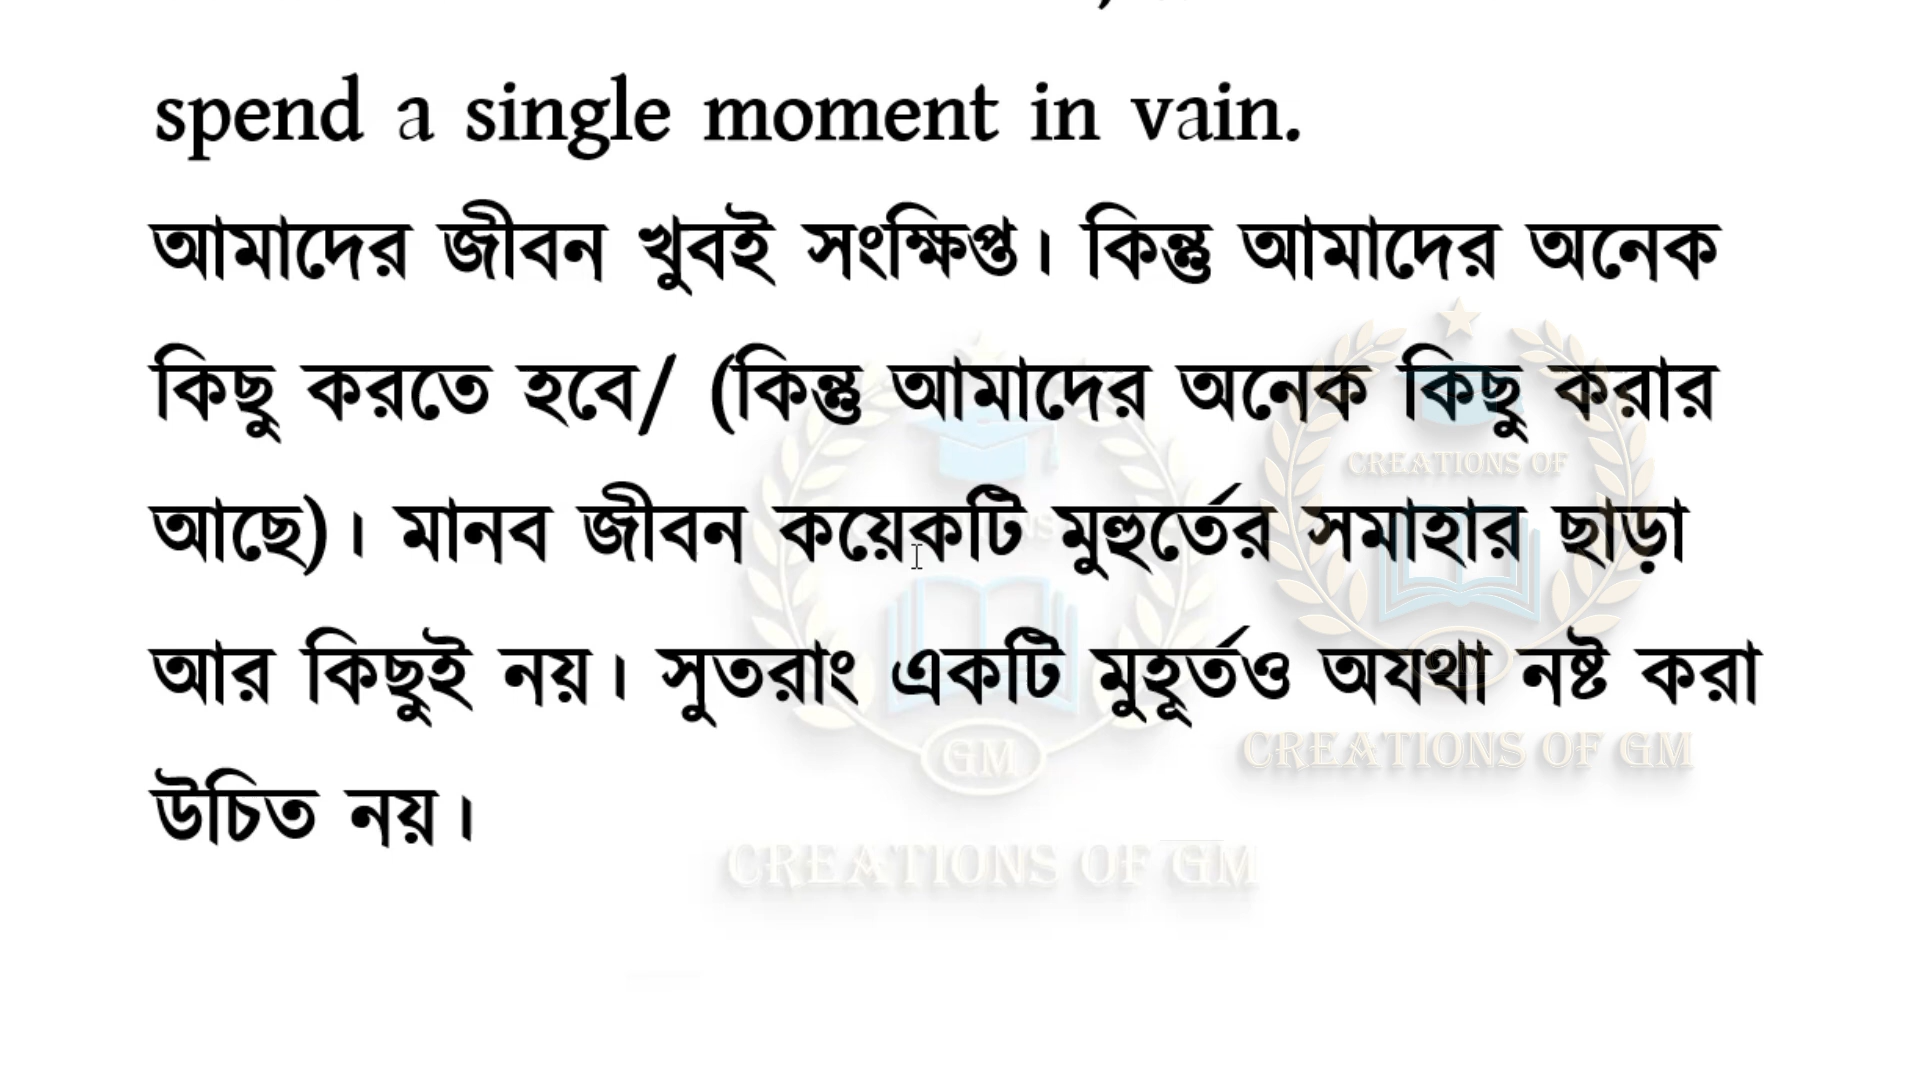 spend a single moment in vain.
আমাদের জীবন খুবই সংক্ষিপ্ত। কিন্তু আমাদের অনেক
কিছু করতে হবে/ (কিন্তু আমাদের অনেক কিছু করার
আছে)। মানব জীবন কয়েকটি মুহুর্তের সমাহার ছাড়া
আর কিছুই নয়। সুতরাং একটি মুহূর্তও অযথা নষ্ট করা
উচিত নয়।
CREATIONS OF
GM
CREATIONS OF GM
GM
CREATIONS OF GM